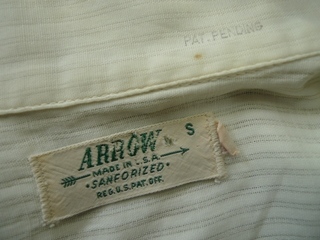 PAT. PENDING
ARROW
S
MADE IN U.S.A.
• SANFORIZED •
REG. U.S. PAT. OFF.